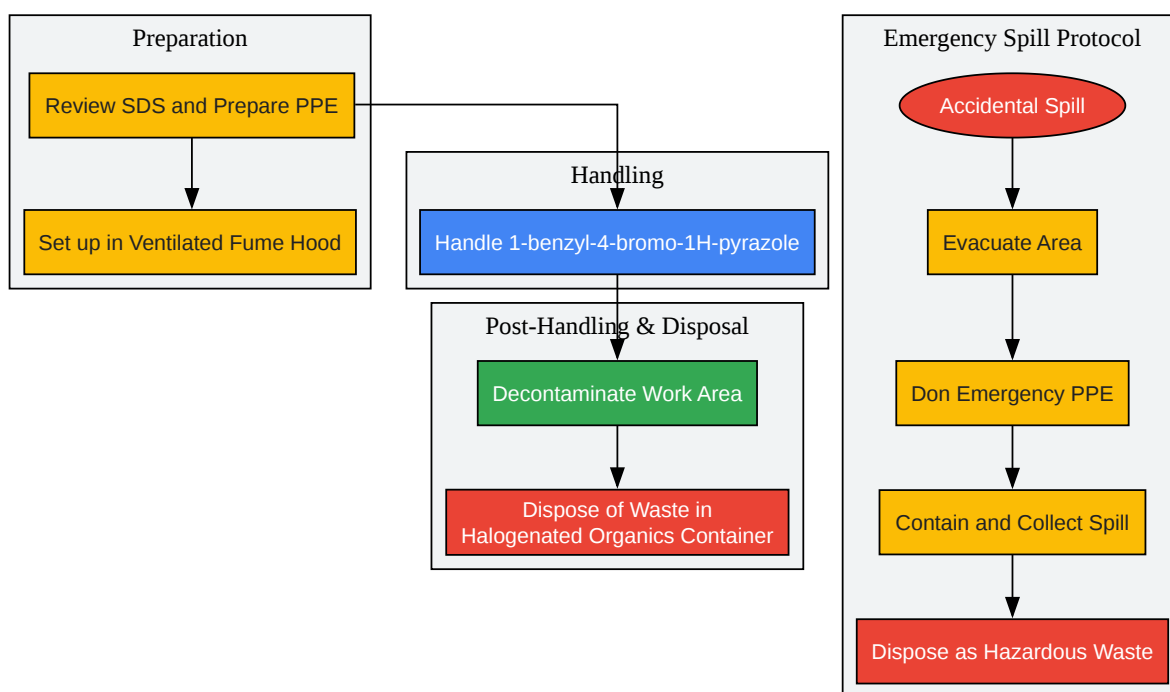 Preparation
Review SDS and Prepare PPE
Set up in Ventilated Fume Hood
Handling
Handle 1-benzyl-4-bromo-1H-pyrazole
Post-Handling & Disposal
Decontaminate Work Area
Dispose of Waste in
Halogenated Organics Container
Emergency Spill Protocol
Accidental Spill
Evacuate Area
Don Emergency PPE
Contain and Collect Spill
Dispose as Hazardous Waste